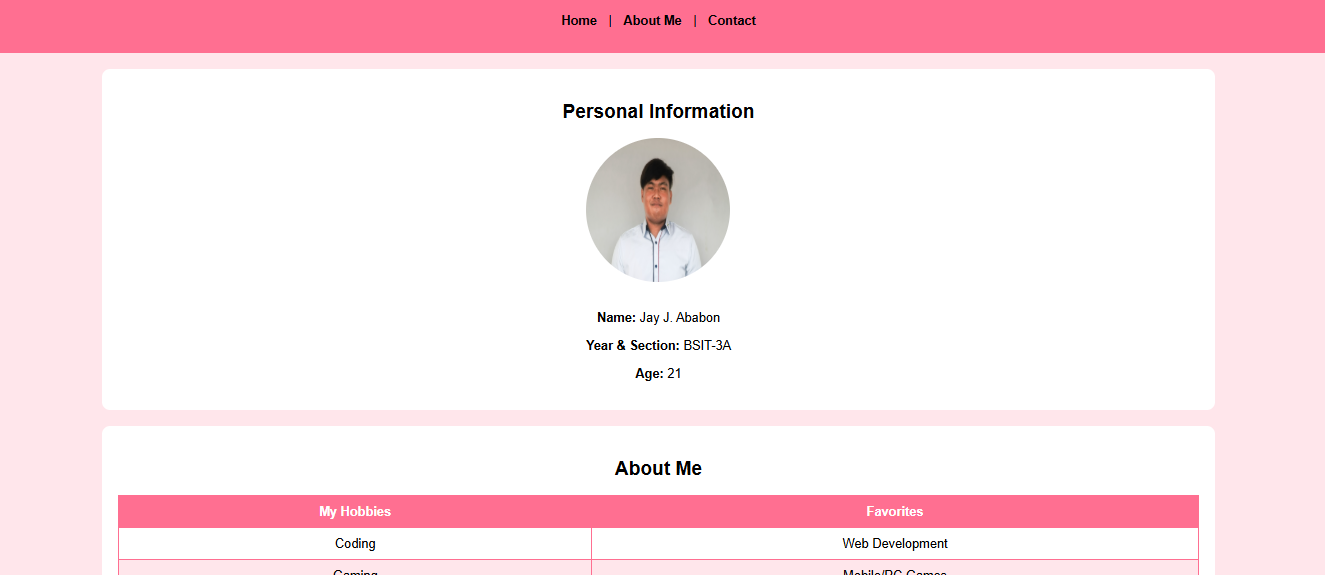 Home | About Me | Contact
Personal Information
Name: Jay J. Ababon
Year & Section: BSIT-3A
Age: 21
About Me
My Hobbies Favorites
Coding Web Development
Gaming Mobile/PC Games